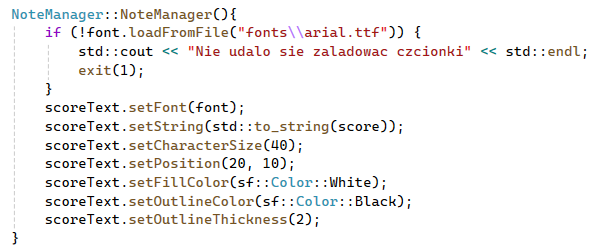 NoteManager::NoteManager(){
    if (!font.loadFromFile("fonts\\arial.ttf")) {
        std::cout << "Nie udalo sie zaladowac czcionki" << std::endl;
        exit(1);
    }
    scoreText.setFont(font);
    scoreText.setString(std::to_string(score));
    scoreText.setCharacterSize(40);
    scoreText.setPosition(20, 10);
    scoreText.setFillColor(sf::Color::White);
    scoreText.setOutlineColor(sf::Color::Black);
    scoreText.setOutlineThickness(2);
}